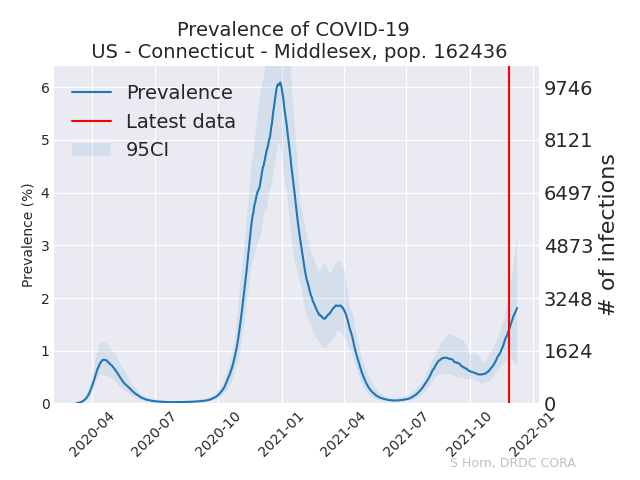 Prevalence of COVID-19
US - Connecticut - Middlesex, pop. 162436
Prevalence
Latest data
95CI
Prevalence (%)
6
5
4
3
2
1
0
9746
8121
6497
4873
3248
1624
0
# of infections
2020-04
2020-07
2020-10
2021-01
2021-04
2021-07
2021-10
2022-01
S Horn, DRDC CORA